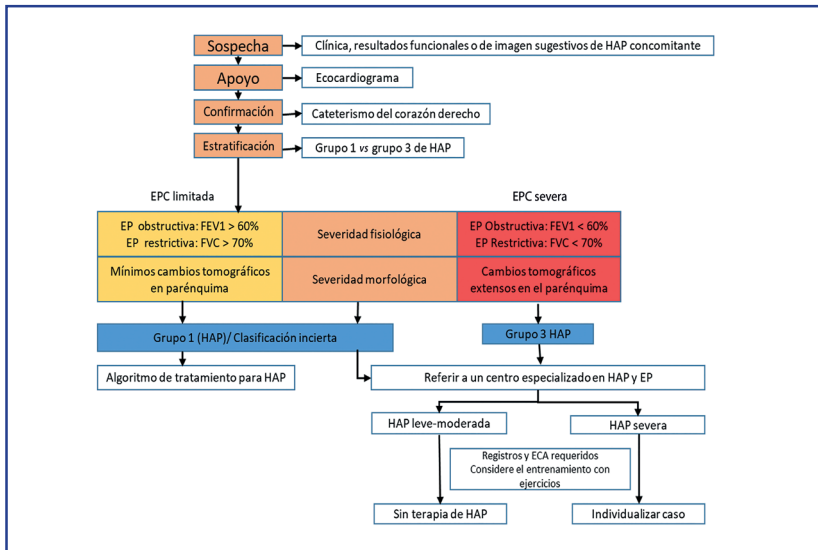 Sospecha
Clínica, resultados funcionales o de imagen sugestivos de HAP concomitante
Apoyo
Ecocardiograma
Confirmación
Cateterismo del corazón derecho
Estratificación
Grupo 1 vs grupo 3 de HAP
EPC limitada
EPC severa
EP obstructiva: FEV1 > 60%
EP restrictiva: FVC > 70%
Severidad fisiológica
EP Obstructiva: FEV1 < 60%
EP Restrictiva: FVC < 70%
Mínimos cambios tomográficos
en parénquima
Severidad morfológica
Cambios tomográficos
extensos en el parénquima
Grupo 1 (HAP)/ Clasificación incierta
Grupo 3 HAP
Algoritmo de tratamiento para HAP
Referir a un centro especializado en HAP y EP
HAP leve-moderada
HAP severa
Registros y ECA requeridos
Considere el entrenamiento con
ejercicios
Sin terapia de HAP
Individualizar caso